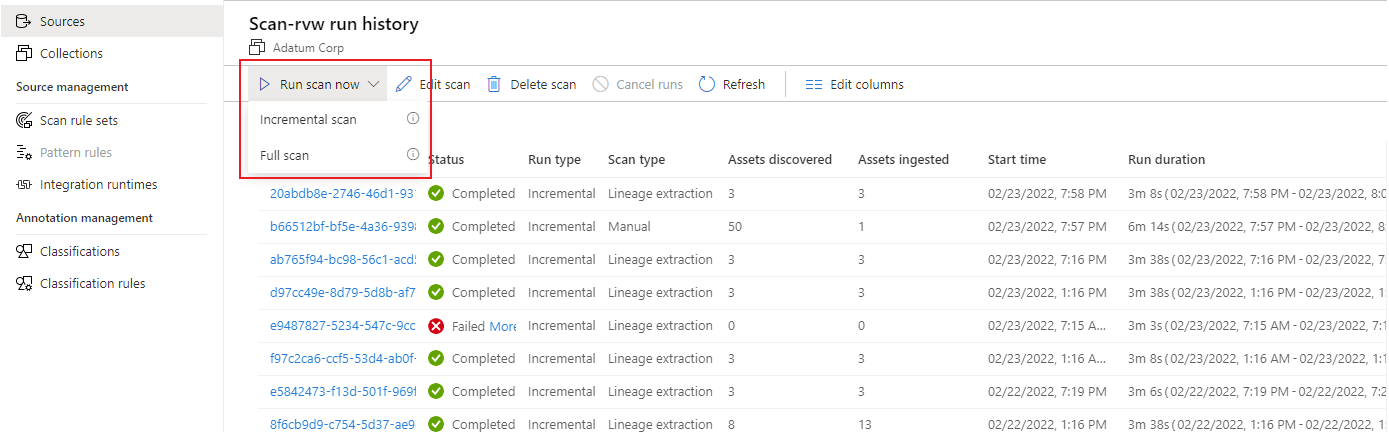 Sources
Collections
Source management
Scan rule sets
Pattern rules
Integration runtimes
Annotation management
Classifications
Classification rules
Scan-rvw run history
Adatum Corp
Run scan now Edit scan Delete scan Cancel runs Refresh Edit columns
Incremental scan
Full scan
Status Run type Scan type Assets discovered Assets ingested Start time Run duration
20abdb8e-2746-46d1-93 Completed Incremental Lineage extraction 3 3 02/23/2022, 7:58 PM 3m 8s(02/23/2022, 7:58 PM - 02/23/2022, 8:0
b66512bf-bf5e-4a36-939 Completed Incremental Manual 50 1 02/23/2022, 7:57 PM 6m 14s(02/23/2022, 7:57 PM - 02/23/2022, 8
ab765f94-bc98-56c1-acd Completed Incremental Lineage extraction 3 3 02/23/2022, 7:16 PM 3m 38s(02/23/2022, 7:16 PM - 02/23/2022, 7:
d97cc49e-8d79-5d8b-af7 Completed Incremental Lineage extraction 3 3 02/23/2022, 1:16 PM 3m 38s(02/23/2022, 1:16 PM - 02/23/2022, 1:
e9487827-5234-547c-9cc Failed More Incremental Lineage extraction 0 0 02/23/2022, 7:15 A... 3m 3s(02/23/2022, 7:15 AM - 02/23/2022, 7:1
f97c2ca6-ccf5-53d4-ab0f- Completed Incremental Lineage extraction 3 3 02/23/2022, 1:16 A... 3m 8s(02/23/2022, 1:16 AM - 02/23/2022, 1:1
e5842473-f13d-501f-969f Completed Incremental Lineage extraction 3 3 02/22/2022, 7:19 PM 3m 6s(02/22/2022, 7:19 PM - 02/22/2022, 7:2
8f6cb9d9-c754-5d37-ae9 Completed Incremental Lineage extraction 8 13 02/22/2022, 1:16 PM 3m 38s(02/22/2022, 1:16 PM - 02/22/2022, 1: